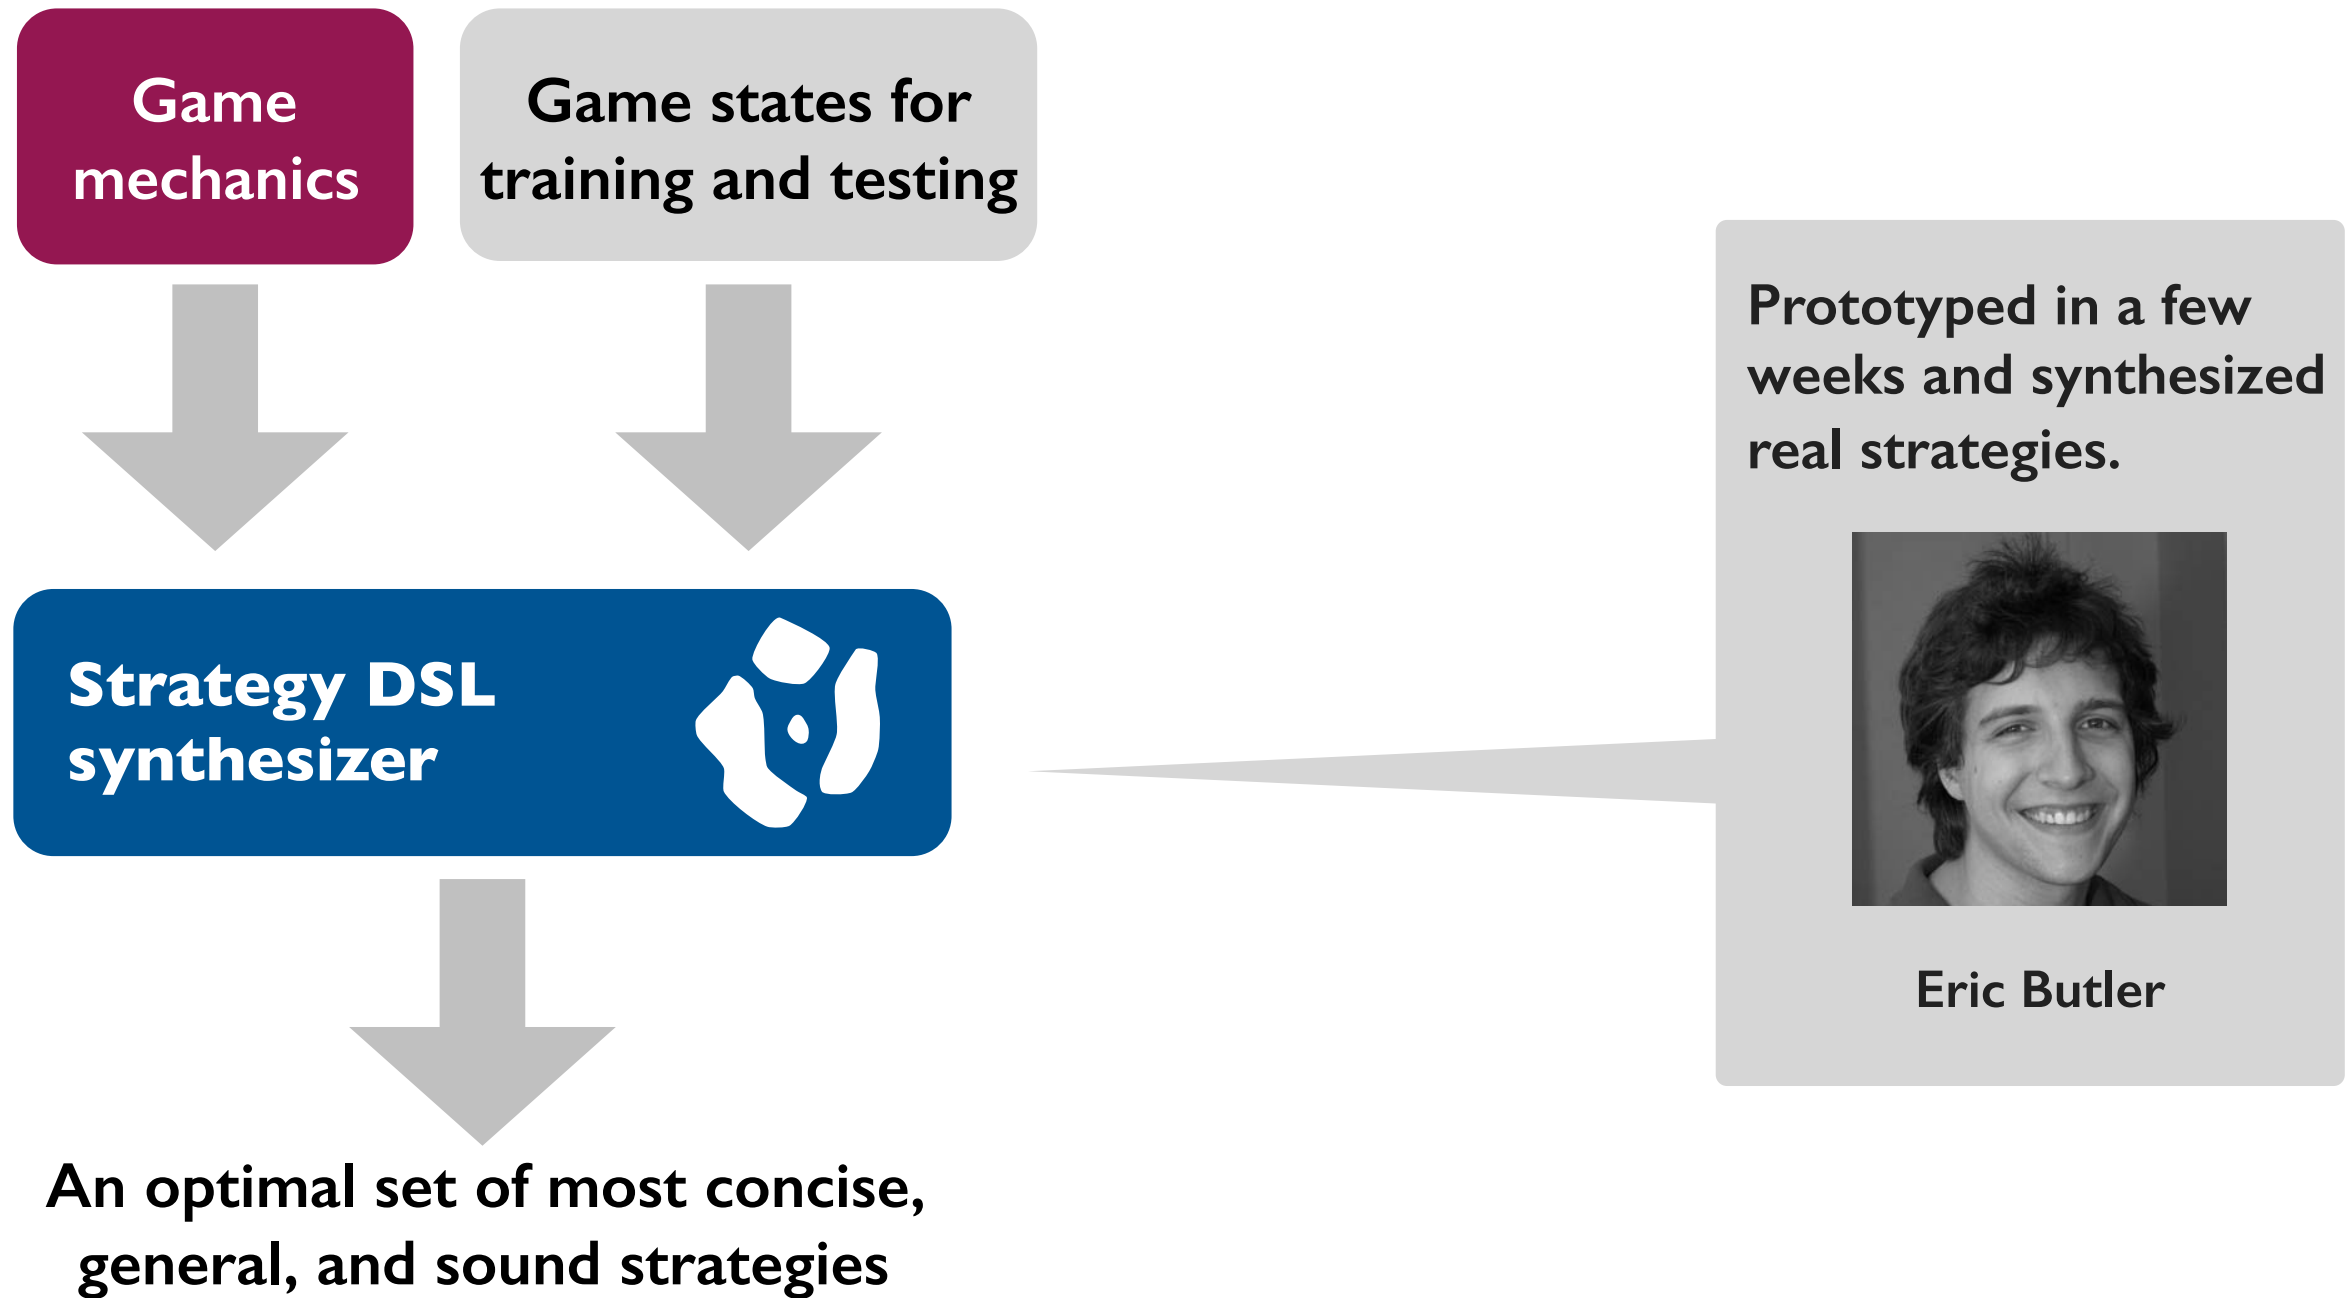 Game
mechanics
Game states for
training and testing
Strategy DSL
synthesizer
An optimal set of most concise,
general, and sound strategies
Prototyped in a few
weeks and synthesized
real strategies.
Eric Butler